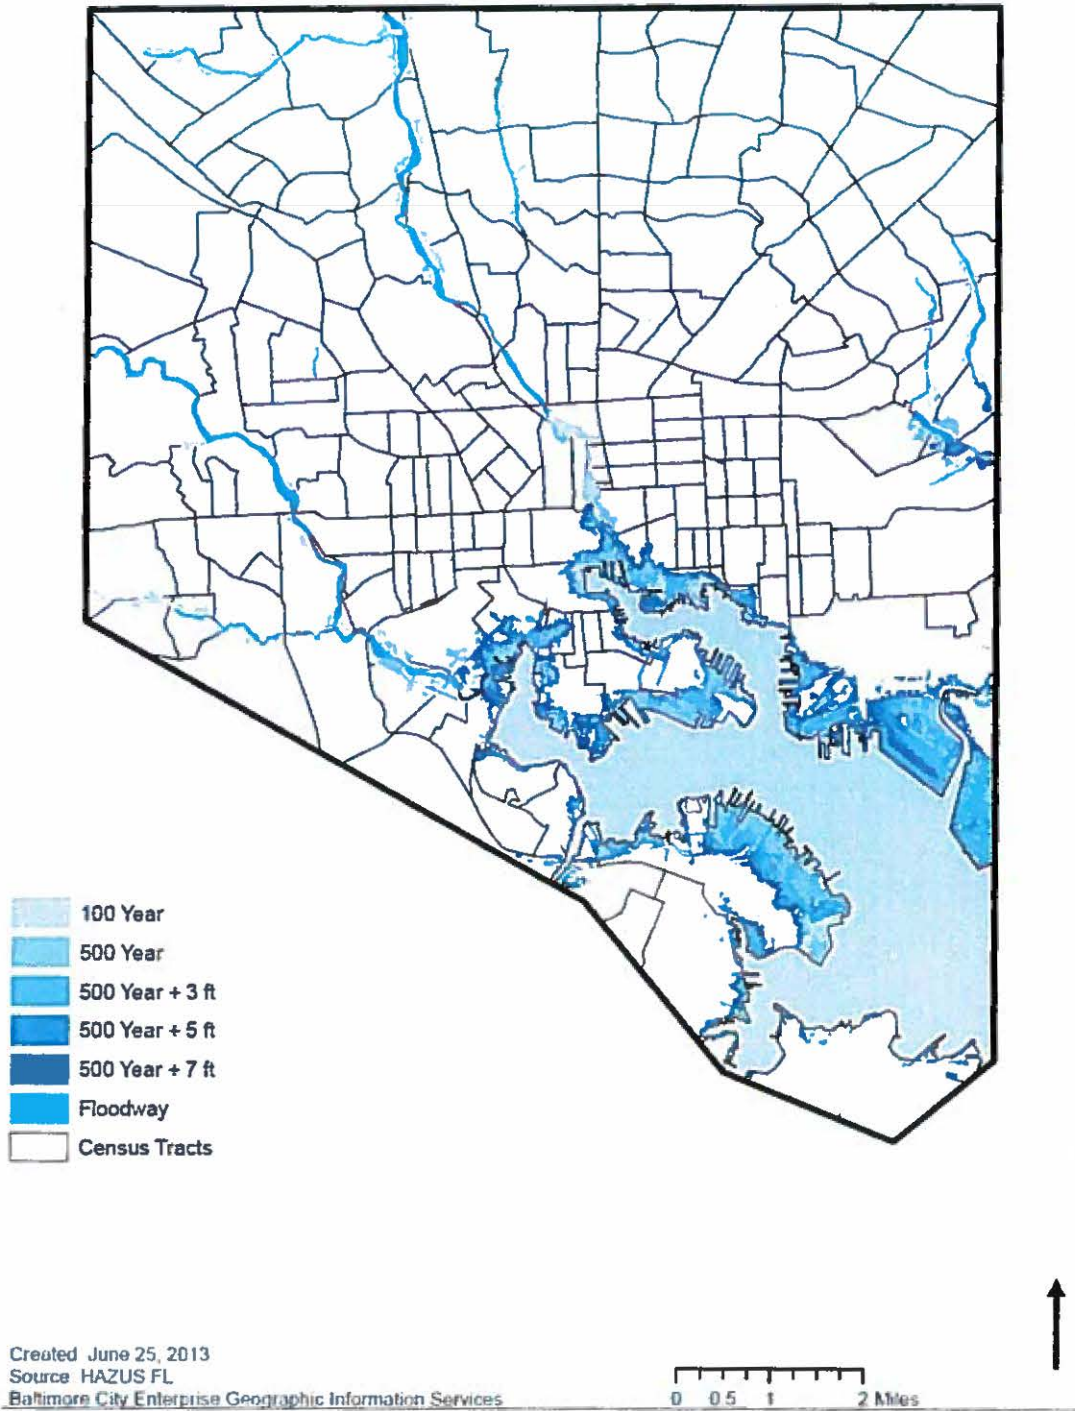 100 Year
500 Year
500 Year + 3 ft
500 Year + 5 ft
500 Year + 7 ft
Floodway
Census Tracts
Created June 25, 2013
Source HAZUS FL
Baltimore City Enterprise Geographic Information Services
0 0.5 1 2 Miles